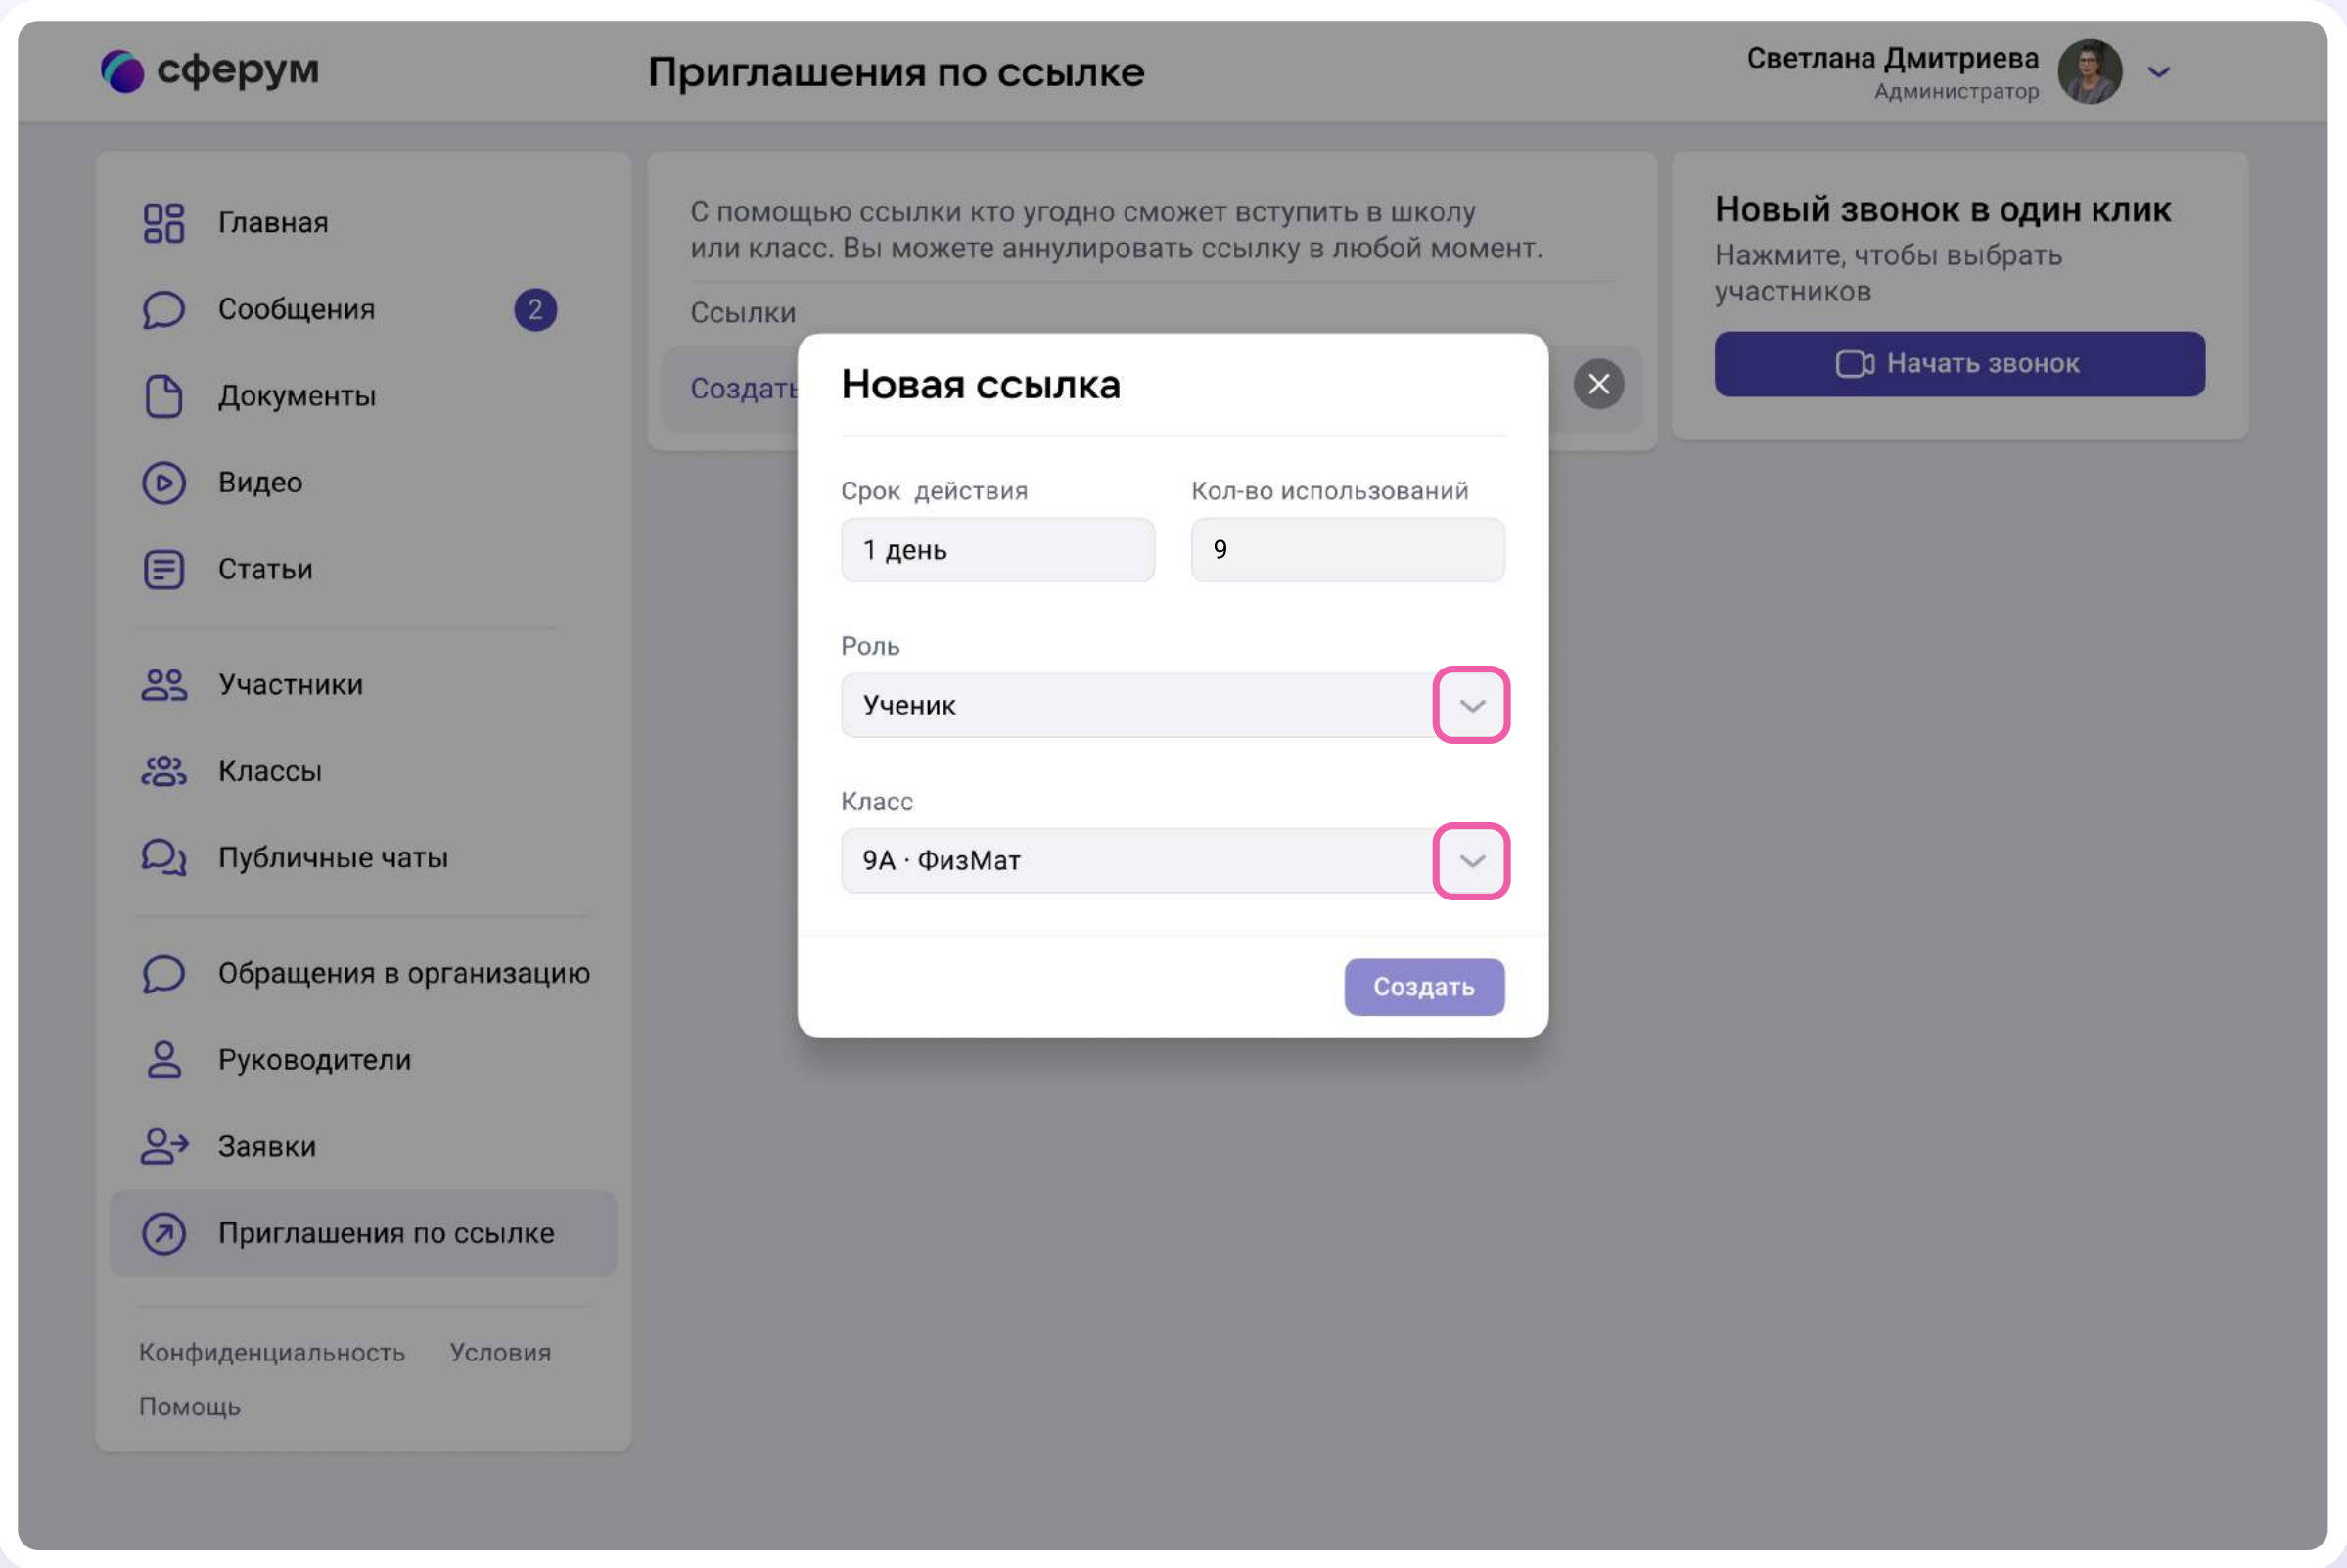 сферум
Приглашения по ссылке
Светлана Дмитриева
Администратор
Главная
Сообщения 2
Документы
Видео
Статьи
Участники
Классы
Публичные чаты
Обращения в организацию
Руководители
Заявки
Приглашения по ссылке
Конфиденциальность Условия
Помощь
С помощью ссылки кто угодно сможет вступить в школу
или класс. Вы можете аннулировать ссылку в любой момент.
Ссылки
Создать
Новая ссылка
Срок действия Кол-во использований
1 день 9
Роль
Ученик
Класс
9А · ФизМат
Создать
Новый звонок в один клик
Нажмите, чтобы выбрать
участников
Начать звонок